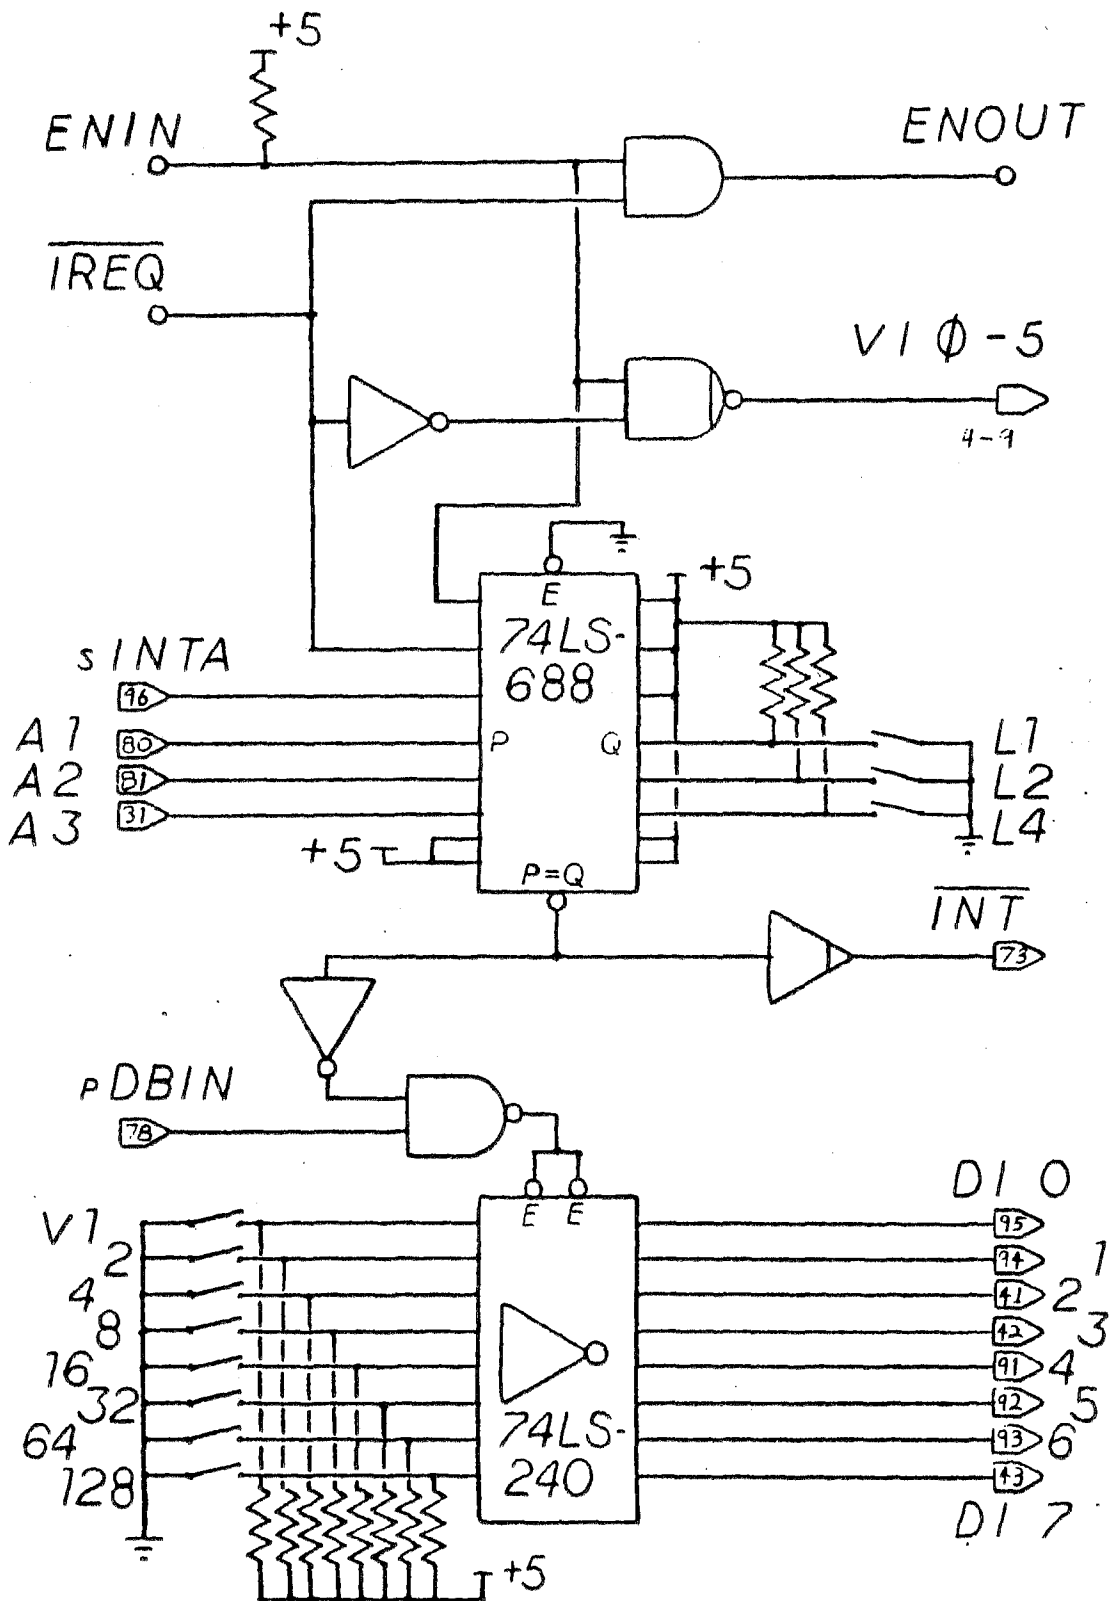 +5
ENIN
ENOUT
IREQ
VI Ø-5
4-9
+5
E
74LS-
688
sINTA
96
A1
80
P
Q
L1
A2
81
L2
A3
31
L4
+5
P=Q
INT
73
pDBIN
78
DI 0
E E
V1
95
2
94
1
4
41
2
8
42
3
16
91
4
32
92
5
64
74LS-
93
6
128
240
43
DI 7
+5